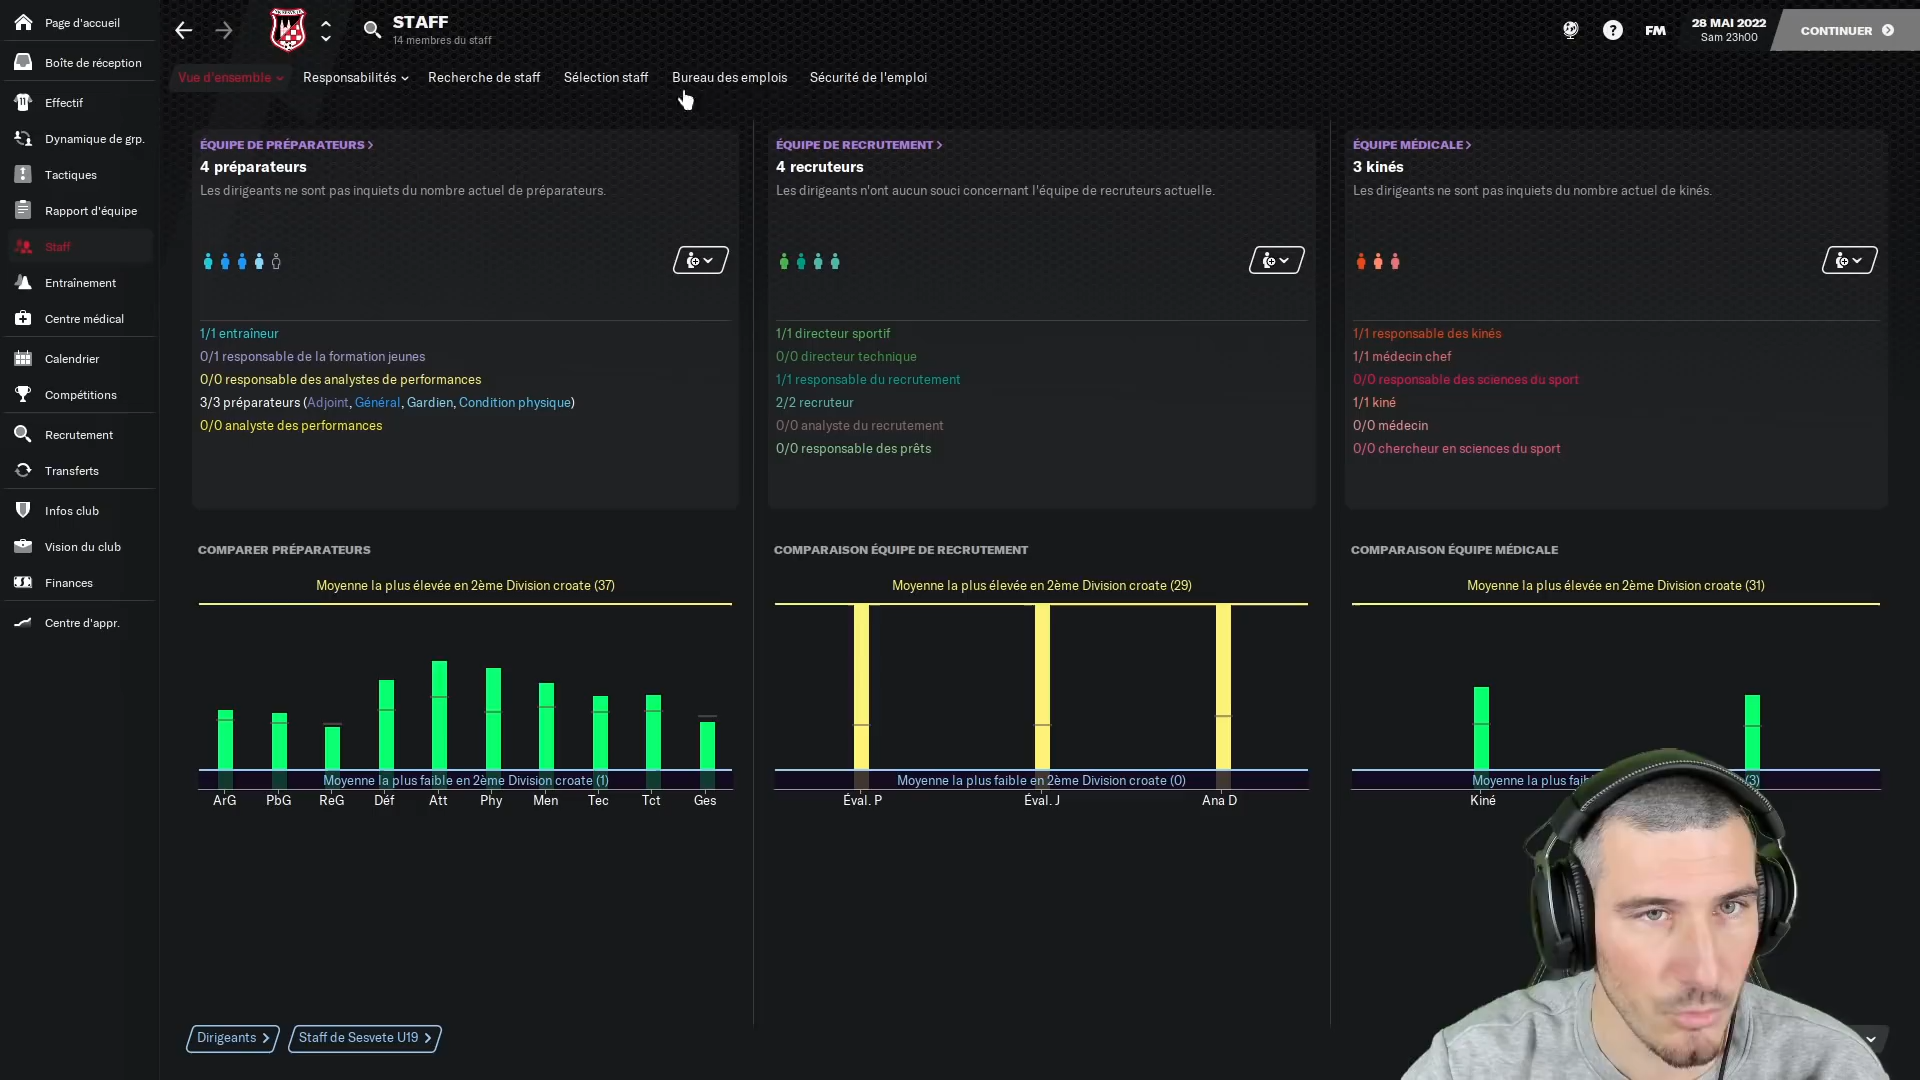 Page d'accueil
Boîte de réception
Effectif
Dynamique de grp.
Tactiques
Rapport d'équipe
Staff
Entraînement
Centre médical
Calendrier
Compétitions
Recrutement
Transferts
Infos club
Vision du club
Finances
Centre d'appr.
STAFF
14 membres du staff
FM
28 MAI 2022
Sam 23h00
CONTINUER
Vue d'ensemble
Responsabilités
Recherche de staff
Sélection staff
Bureau des emplois
Sécurité de l'emploi
ÉQUIPE DE PRÉPARATEURS >
4 préparateurs
Les dirigeants ne sont pas inquiets du nombre actuel de préparateurs.
1/1 entraîneur
0/1 responsable de la formation jeunes
0/0 responsable des analystes de performances
3/3 préparateurs (Adjoint, Général, Gardien, Condition physique)
0/0 analyste des performances
ÉQUIPE DE RECRUTEMENT >
4 recruteurs
Les dirigeants n'ont aucun souci concernant l'équipe de recruteurs actuelle.
1/1 directeur sportif
0/0 directeur technique
1/1 responsable du recrutement
2/2 recruteur
0/0 analyste du recrutement
0/0 responsable des prêts
ÉQUIPE MÉDICALE >
3 kinés
Les dirigeants ne sont pas inquiets du nombre actuel de kinés.
1/1 responsable des kinés
1/1 médecin chef
0/0 responsable des sciences du sport
1/1 kiné
0/0 médecin
0/0 chercheur en sciences du sport
COMPARER PRÉPARATEURS
Moyenne la plus élevée en 2ème Division croate (37)
Moyenne la plus faible en 2ème Division croate (1)
ArG PbG ReG Déf Att Phy Men Tec Tct Ges
COMPARAISON ÉQUIPE DE RECRUTEMENT
Moyenne la plus élevée en 2ème Division croate (29)
Moyenne la plus faible en 2ème Division croate (0)
Éval. P Éval. J Ana D
COMPARAISON ÉQUIPE MÉDICALE
Moyenne la plus élevée en 2ème Division croate (31)
Moyenne la plus (3)
Kiné
Dirigeants >
Staff de Sesvete U19 >